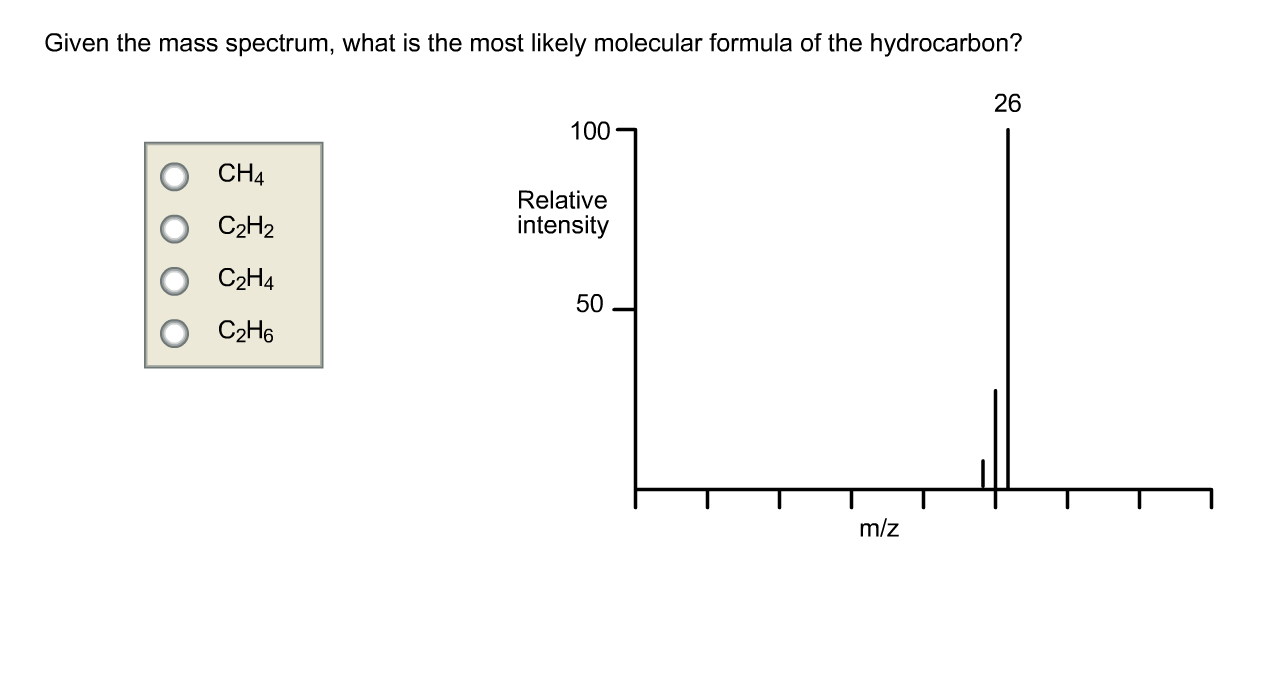 Given the mass spectrum, what is the most likely molecular formula of the hydrocarbon?
26
100
CH4
Relative
intensity
C2H2
C2H4
50
C2H6
m/z